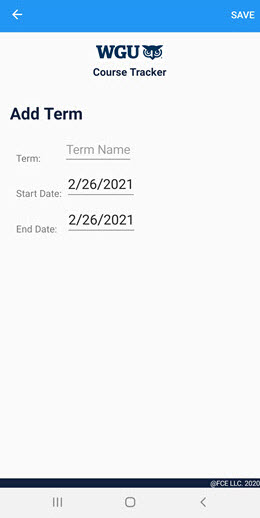 SAVE
WGU
Course Tracker
Add Term
Term: Term Name
Start Date: 2/26/2021
End Date: 2/26/2021
@FCE LLC. 2020